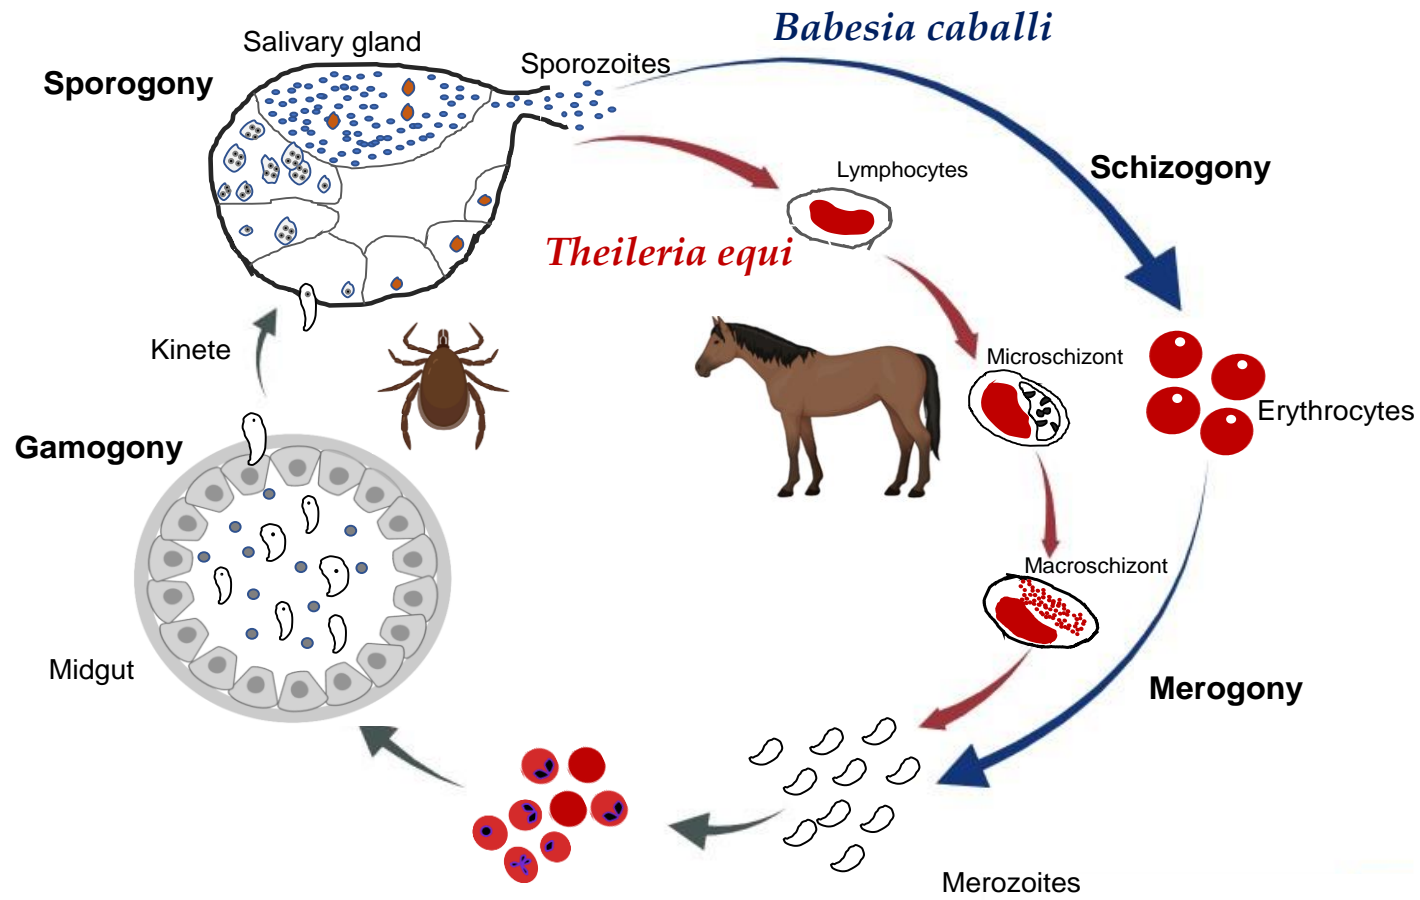 Babesia caballi
Salivary gland
Sporozoites
Sporogony
Schizogony
Lymphocytes
Theileria equi
Kinete
Microschizont
Erythrocytes
Gamogony
Macroschizont
Midgut
Merogony
Merozoites